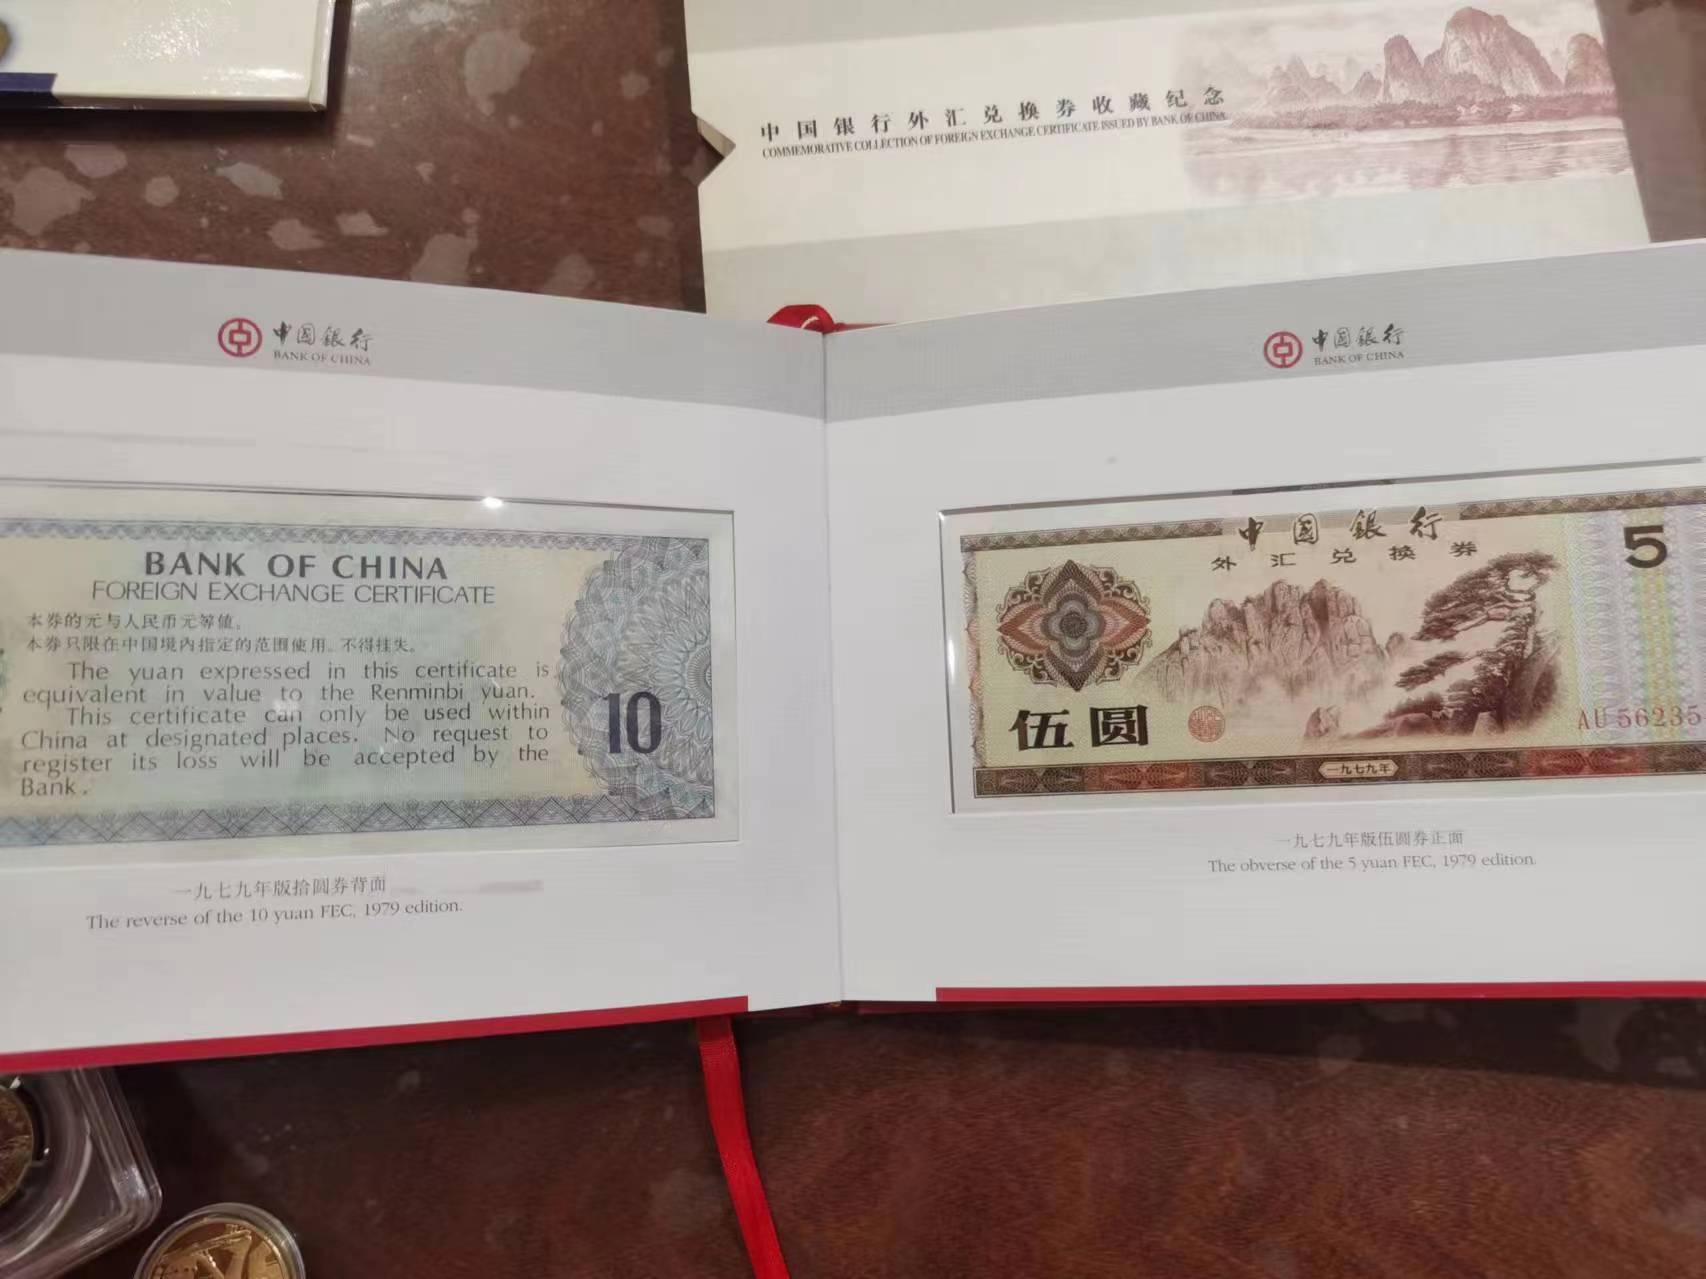 中国银行外汇兑换券收藏纪念
COMMEMORATIVE COLLECTION OF FOREIGN EXCHANGE CERTIFICATE ISSUED BY BANK OF CHINA
中国銀行
BANK OF CHINA
BANK OF CHINA
FOREIGN EXCHANGE CERTIFICATE
本券的元与人民币元等值。
本券只限在中国境内指定的范围使用。不得挂失。
The yuan expressed in this certificate is
equivalent in value to the Renminbi yuan.
This certificate can only be used within
China at designated places. No request to
register its loss will be accepted by the
Bank.
10
一九七九年版拾圆券背面
The reverse of the 10 yuan FEC, 1979 edition.
中国銀行
BANK OF CHINA
中国銀行
外汇兑换券
5
伍圆
AU 56235
一九七九年
一九七九年版伍圆券正面
The obverse of the 5 yuan FEC, 1979 edition.